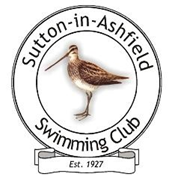 Sutton-in-Ashfield
Swimming Club
Est. 1927